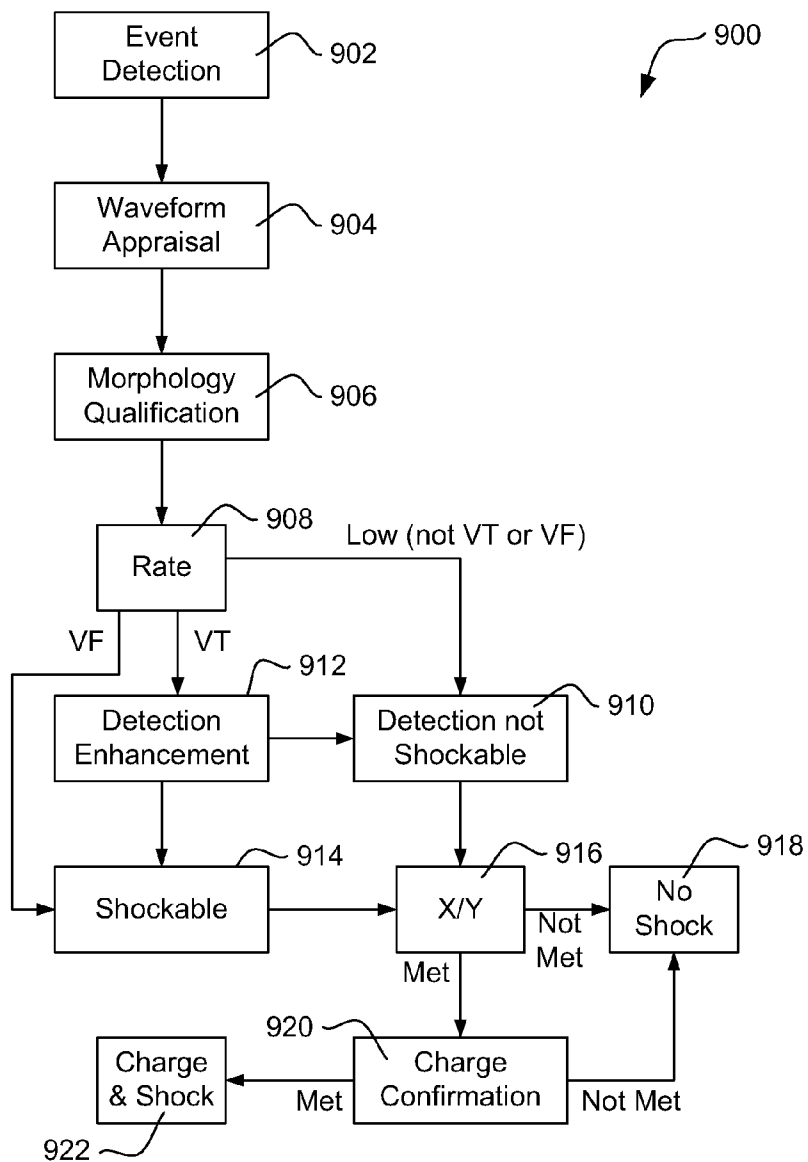 Event
Detection
902
900
Waveform
Appraisal
904
Morphology
Qualification
906
908
Rate
Low (not VT or VF)
VF
VT
912
Detection
Enhancement
910
Detection not
Shockable
914
Shockable
916
X/Y
918
No
Shock
Not
Met
Met
920
Charge
Confirmation
Charge
& Shock
Met
Not Met
922